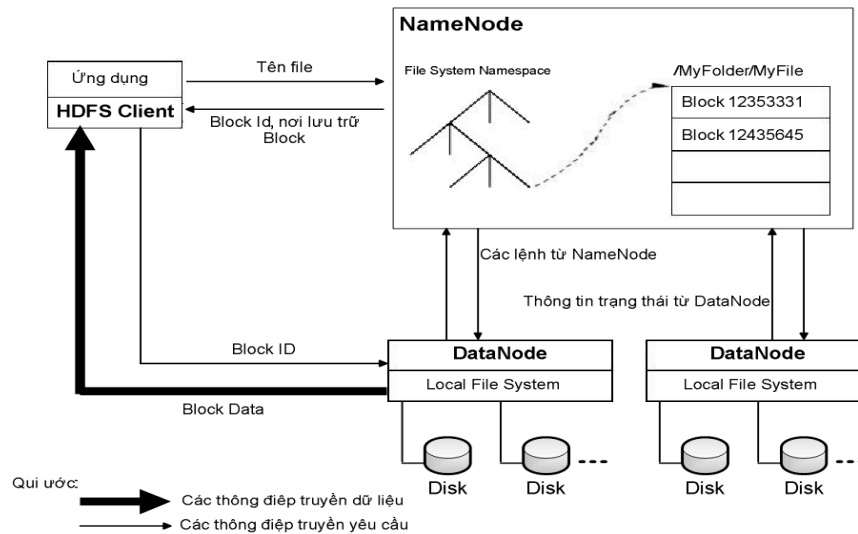 NameNode
File System Namespace
/MyFolder/MyFile
Block 12353331
Block 12435645
Ứng dụng
HDFS Client
Tên file
Block Id, nơi lưu trữ
Block
Các lệnh từ NameNode
Thông tin trạng thái từ DataNode
Block ID
Block Data
DataNode
Local File System
Disk
Disk
DataNode
Local File System
Disk
Disk
Qui ước:
Các thông điệp truyền dữ liệu
Các thông điệp truyền yêu cầu